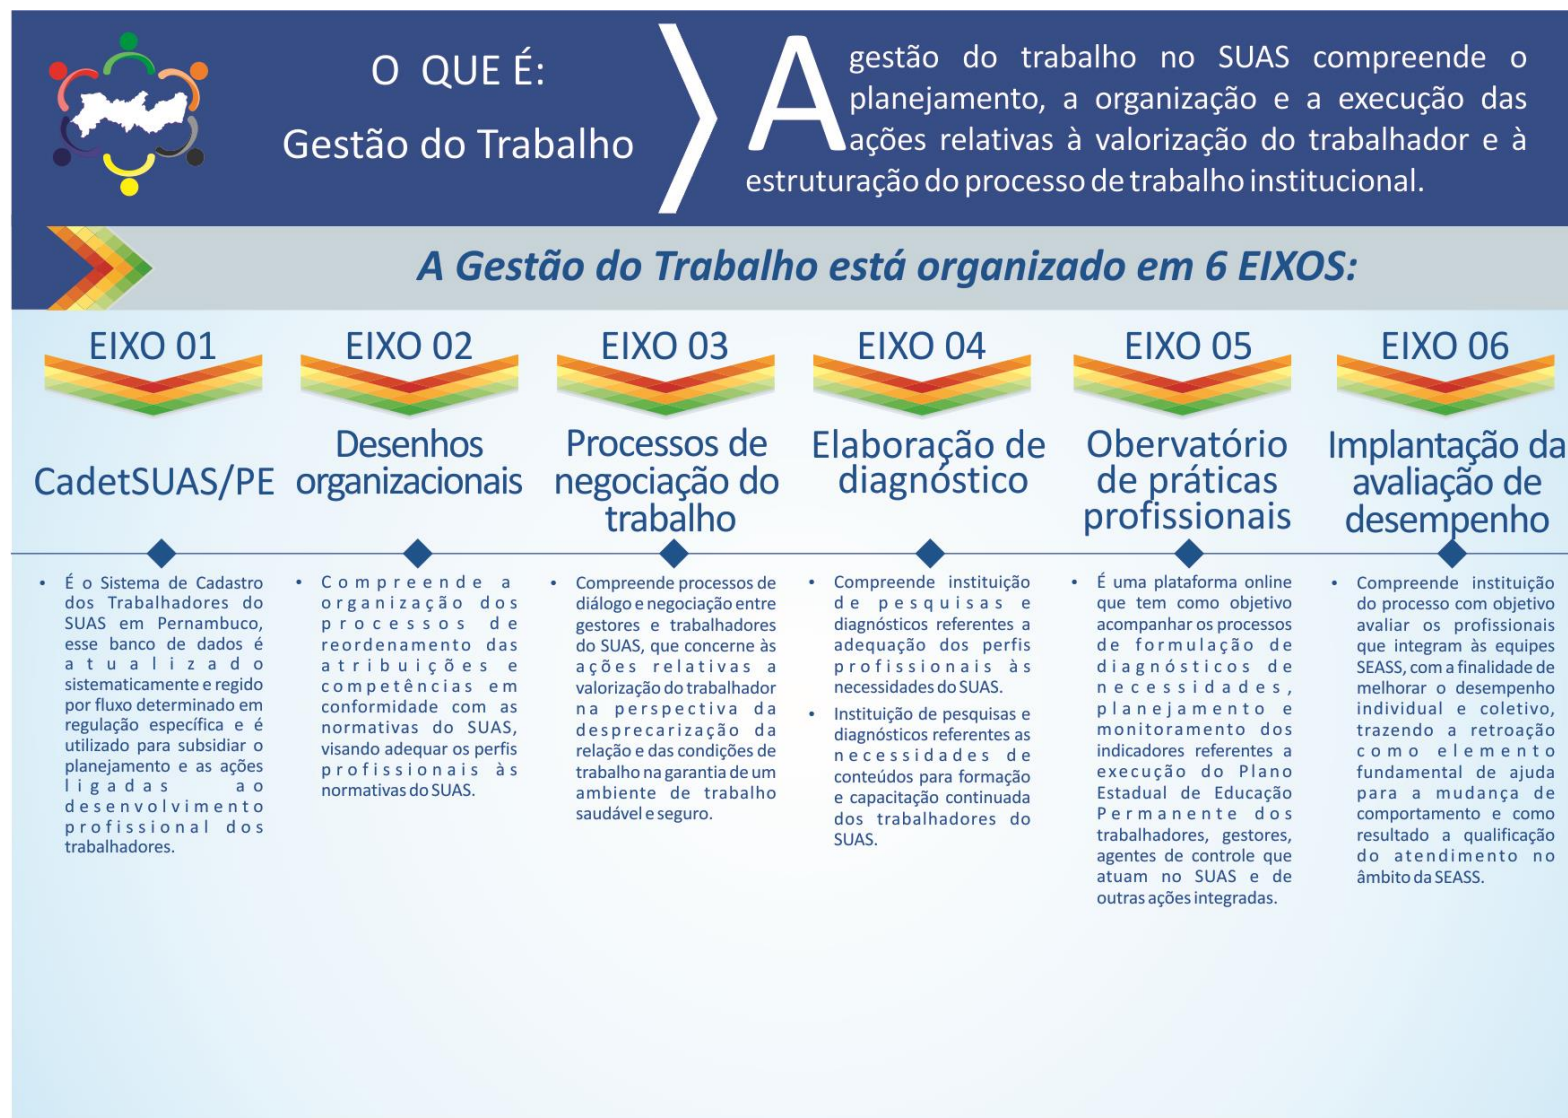 O QUE É:
Gestão do Trabalho
A gestão do trabalho no SUAS compreende o
planejamento, a organização e a execução das
ações relativas à valorização do trabalhador e à
estruturação do processo de trabalho institucional.
A Gestão do Trabalho está organizado em 6 EIXOS:
EIXO 01
CadetSUAS/PE
• É o Sistema de Cadastro
dos Trabalhadores do
SUAS em Pernambuco,
esse banco de dados é
atualizado
sistematicamente e regido
por fluxo determinado em
regulação específica e é
utilizado para subsidiar o
planejamento e as ações
ligadas ao
desenvolvimento
profissional dos
trabalhadores.
EIXO 02
Desenhos
organizacionais
• Compreende a
organização dos
processos de
reordenamento das
atribuições e
competências em
conformidade com as
normativas do SUAS,
visando adequar os perfis
profissionais às
normativas do SUAS.
EIXO 03
Processos de
negociação do
trabalho
• Compreende processos de
diálogo e negociação entre
gestores e trabalhadores
do SUAS, que concerne às
ações relativas a
valorização do trabalhador
na perspectiva da
desprecarização da
relação e das condições de
trabalho na garantia de um
ambiente de trabalho
saudável e seguro.
EIXO 04
Elaboração de
diagnóstico
• Compreende instituição
de pesquisas e
diagnósticos referentes a
adequação dos perfis
profissionais às
necessidades do SUAS.
• Instituição de pesquisas e
diagnósticos referentes as
necessidades de
conteúdos para formação
e capacitação continuada
dos trabalhadores do
SUAS.
EIXO 05
Obervatório
de práticas
profissionais
• É uma plataforma online
que tem como objetivo
acompanhar os processos
de formulação de
diagnósticos de
necessidades,
planejamento e
monitoramento dos
indicadores referentes a
execução do Plano
Estadual de Educação
Permanente dos
trabalhadores, gestores,
agentes de controle que
atuam no SUAS e de
outras ações integradas.
EIXO 06
Implantação da
avaliação de
desempenho
• Compreende instituição
do processo com objetivo
avaliar os profissionais
que integram às equipes
SEASS, com a finalidade de
melhorar o desempenho
individual e coletivo,
trazendo a retroação
como elemento
fundamental de ajuda
para a mudança de
comportamento e como
resultado a qualificação
do atendimento no
âmbito da SEASS.